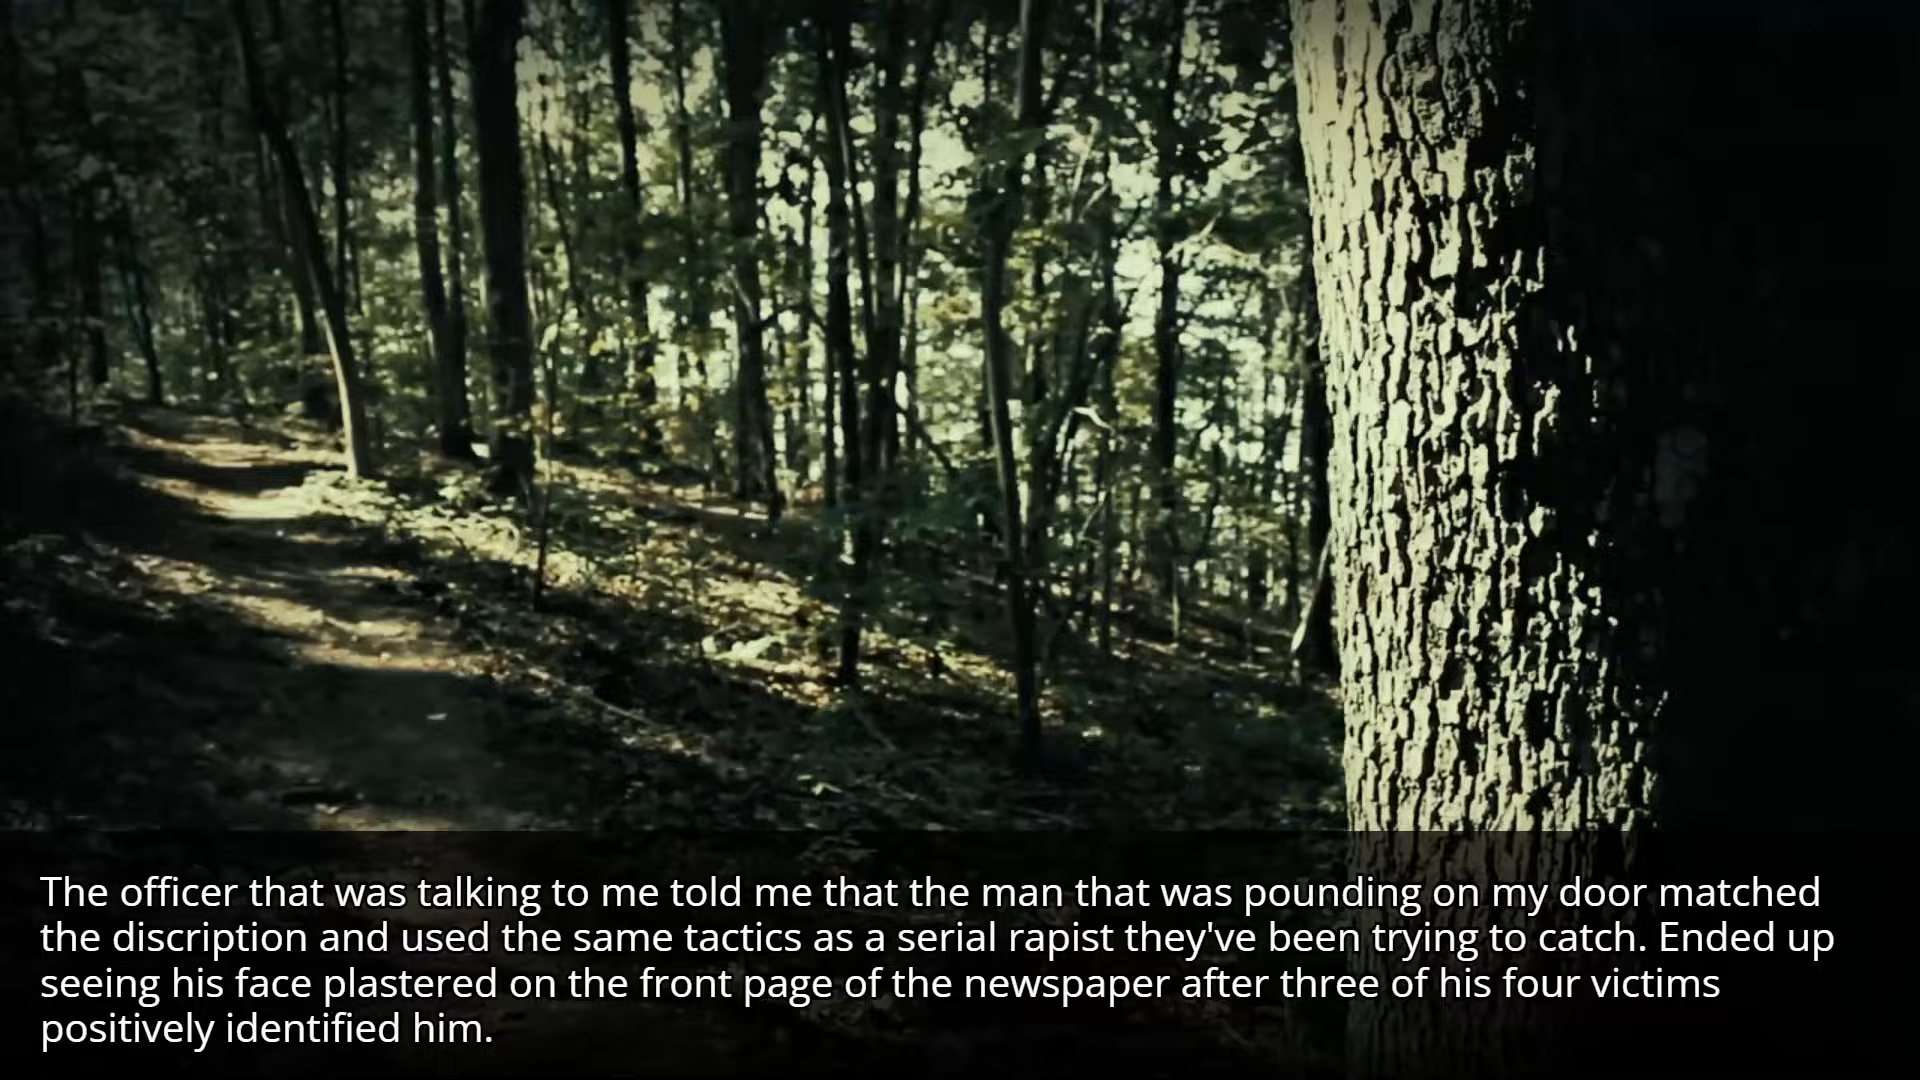 The officer that was talking to me told me that the man that was pounding on my door matched
the discription and used the same tactics as a serial rapist they've been trying to catch. Ended up
seeing his face plastered on the front page of the newspaper after three of his four victims
positively identified him.